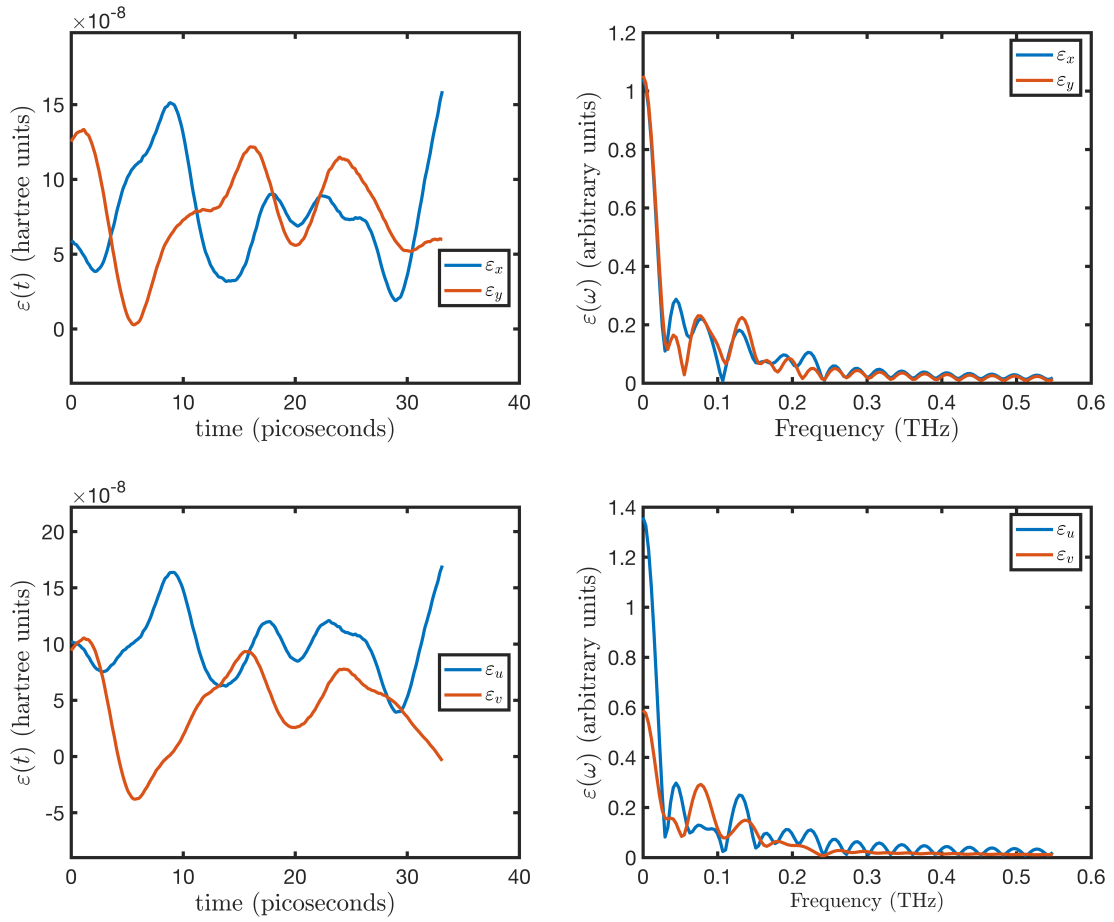 ×10-8
15
10
5
0
ε(t) (hartree units)
εx
εy
0 10 20 30 40
time (picoseconds)
1.2
1
0.8
0.6
0.4
0.2
0
ε(ω) (arbitrary units)
εx
εy
0 0.1 0.2 0.3 0.4 0.5 0.6
Frequency (THz)
×10-8
20
15
10
5
0
-5
ε(t) (hartree units)
εu
εv
0 10 20 30 40
time (picoseconds)
1.4
1.2
1
0.8
0.6
0.4
0.2
0
ε(ω) (arbitrary units)
εu
εv
0 0.1 0.2 0.3 0.4 0.5 0.6
Frequency (THz)